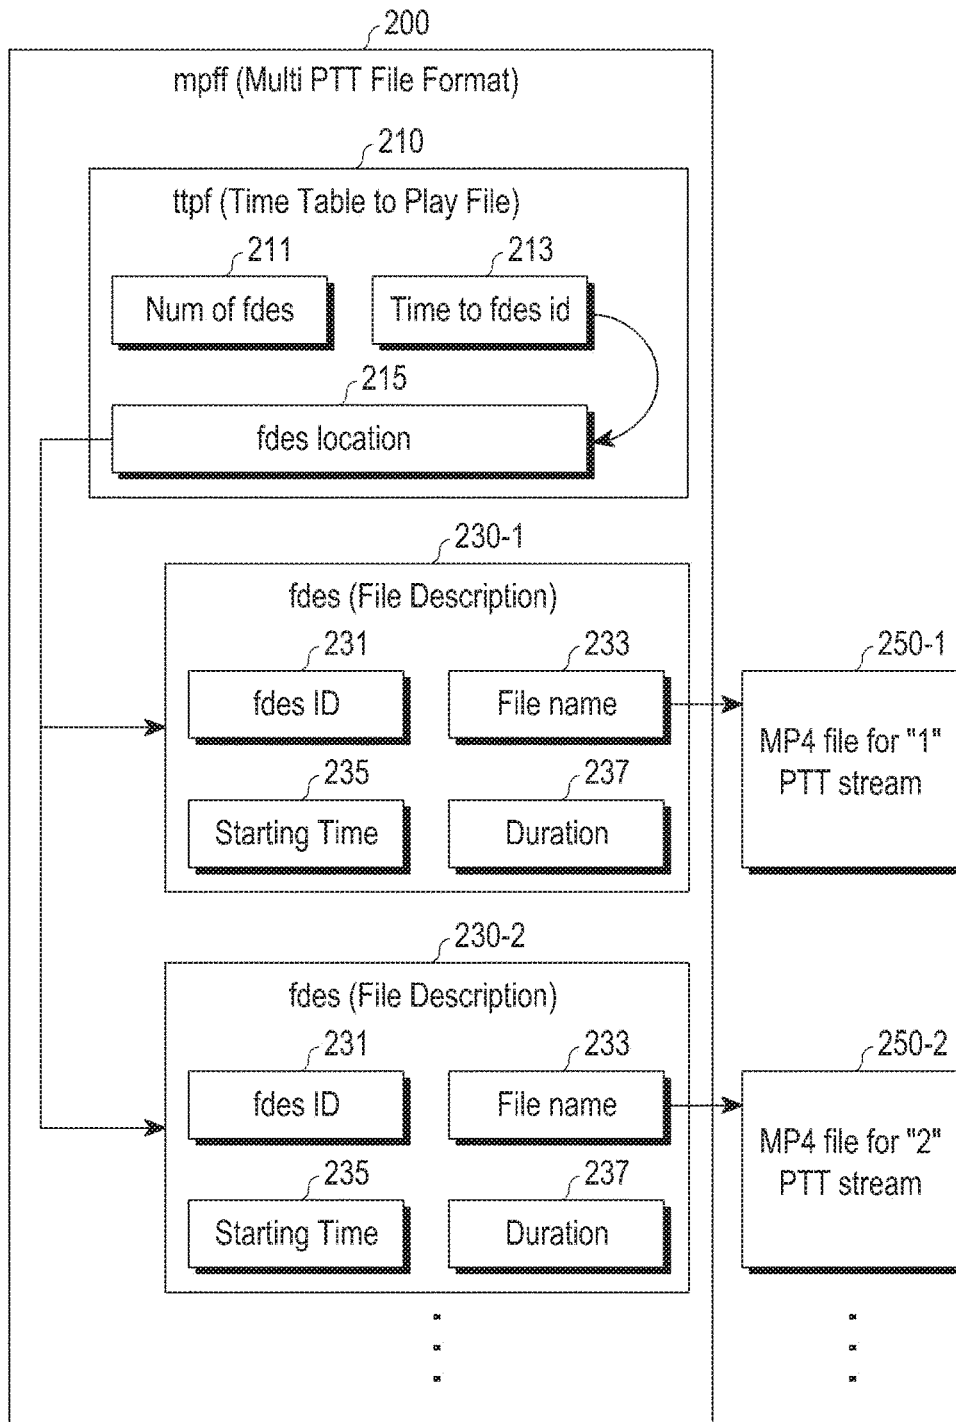 200
mpff (Multi PTT File Format)
210
ttpf (Time Table to Play File)
211
213
Num of fdes
Time to fdes id
215
fdes location
230-1
fdes (File Description)
231
233
250-1
fdes ID
File name
MP4 file for "1"
PTT stream
235
237
Starting Time
Duration
230-2
fdes (File Description)
231
233
250-2
fdes ID
File name
MP4 file for "2"
PTT stream
235
237
Starting Time
Duration